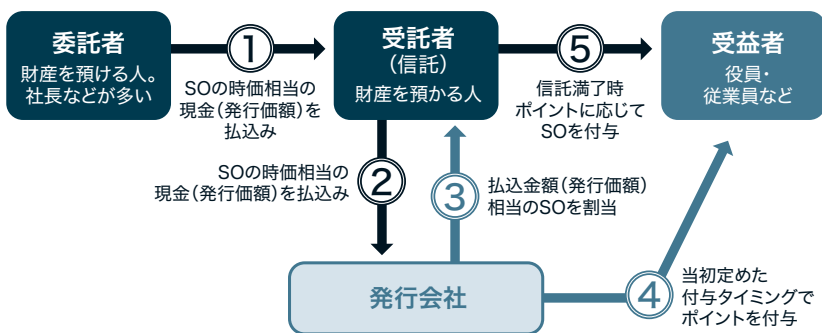 委託者
財産を預ける人。
社長などが多い
①
SOの時価相当の
現金(発行価額)を
払込み
受託者
(信託)
財産を預かる人
⑤
信託満了時
ポイントに応じて
SOを付与
受益者
役員・
従業員など
SOの時価相当の
現金(発行価額)を払込み
②
③
払込金額(発行価額)
相当のSOを割当
発行会社
④
当初定めた
付与タイミングで
ポイントを付与